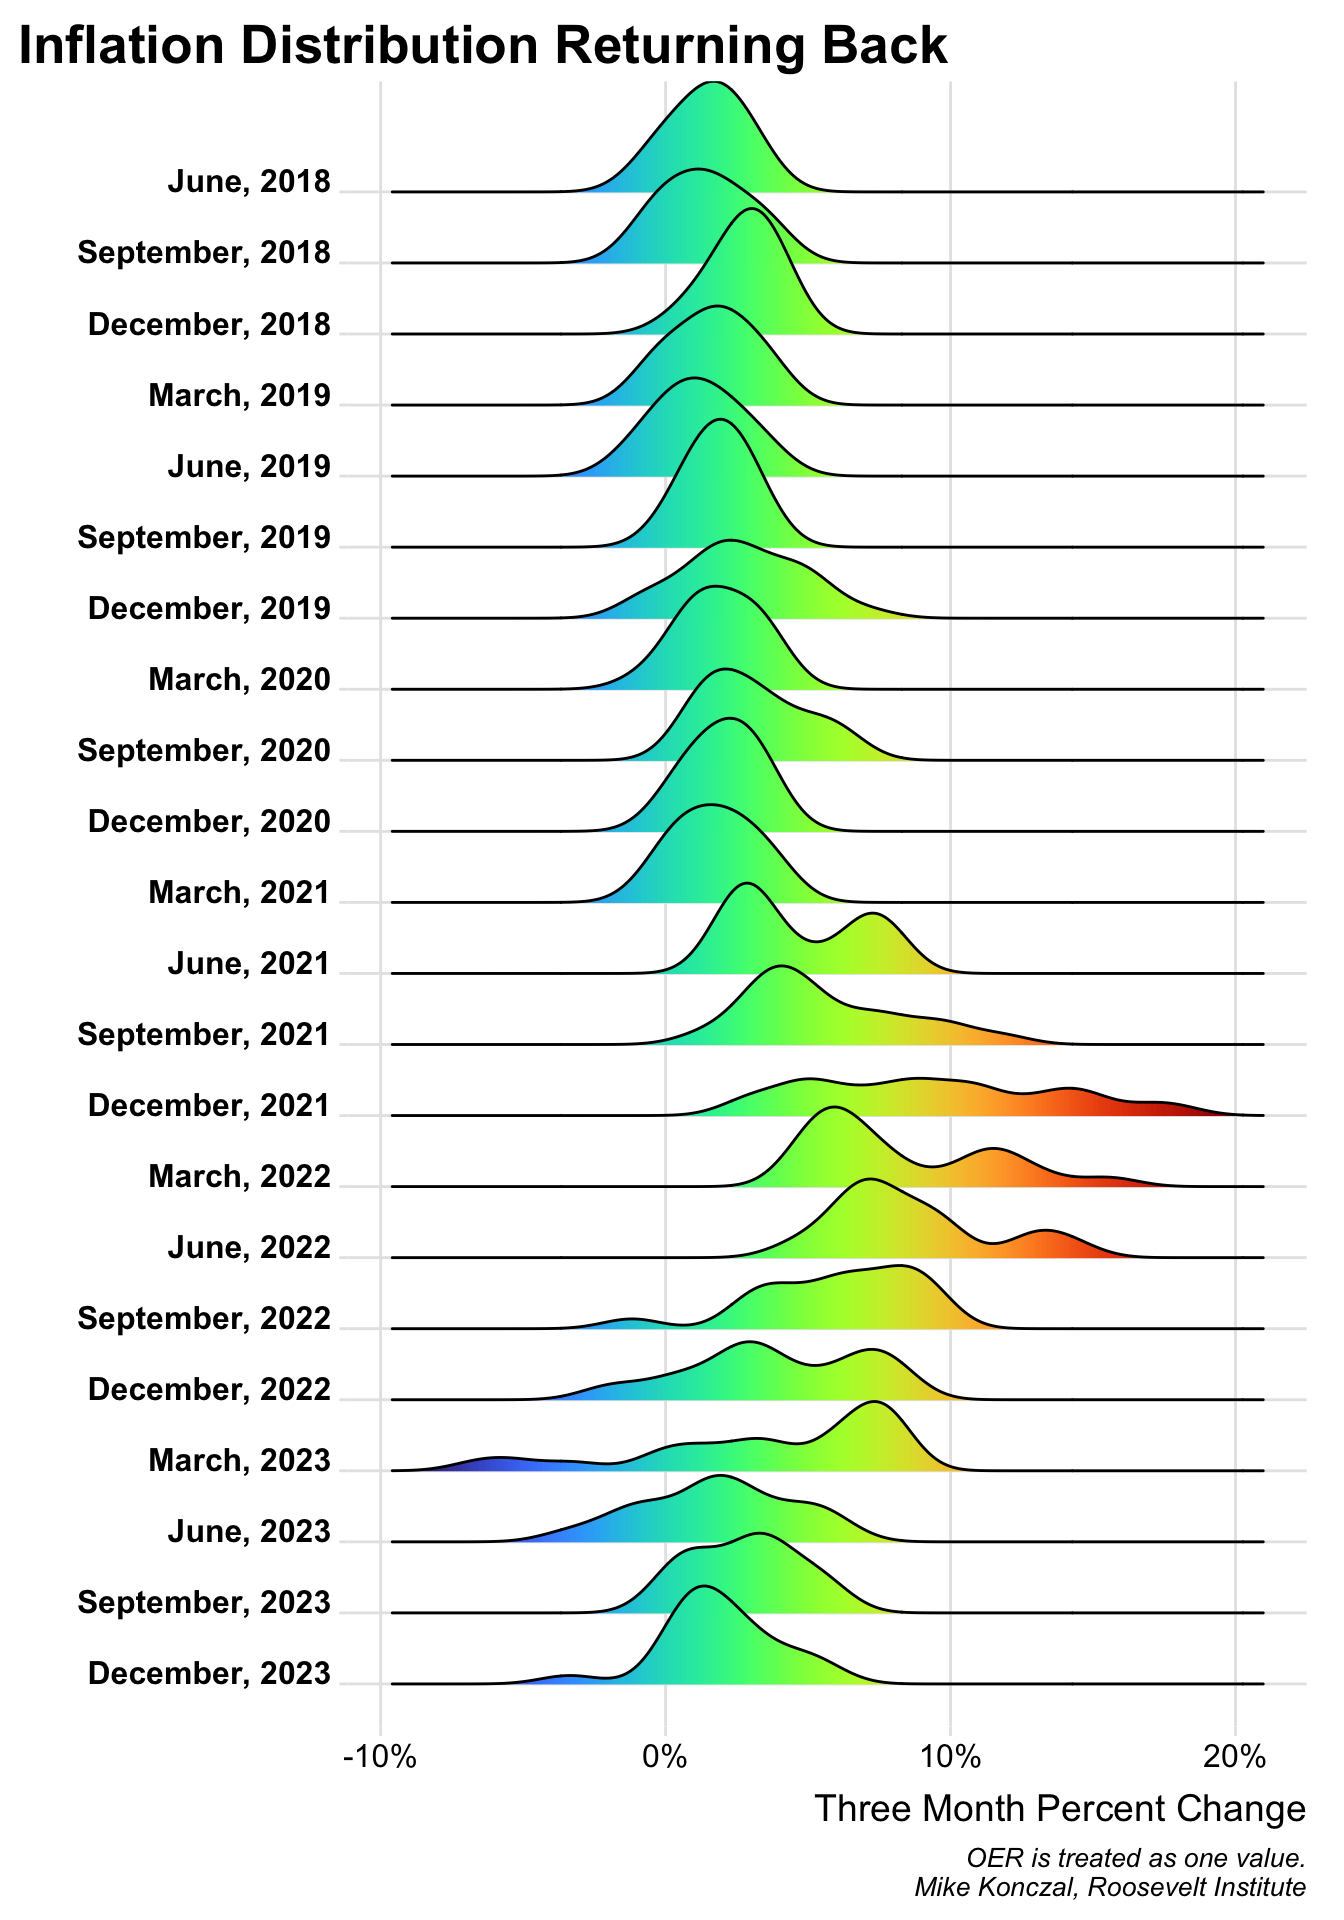 Inflation Distribution Returning Back
June, 2018
September, 2018
December, 2018
March, 2019
June, 2019
September, 2019
December, 2019
March, 2020
September, 2020
December, 2020
March, 2021
June, 2021
September, 2021
December, 2021
March, 2022
June, 2022
September, 2022
December, 2022
March, 2023
June, 2023
September, 2023
December, 2023
-10% 0% 10% 20%
Three Month Percent Change
OER is treated as one value.
Mike Konczal, Roosevelt Institute